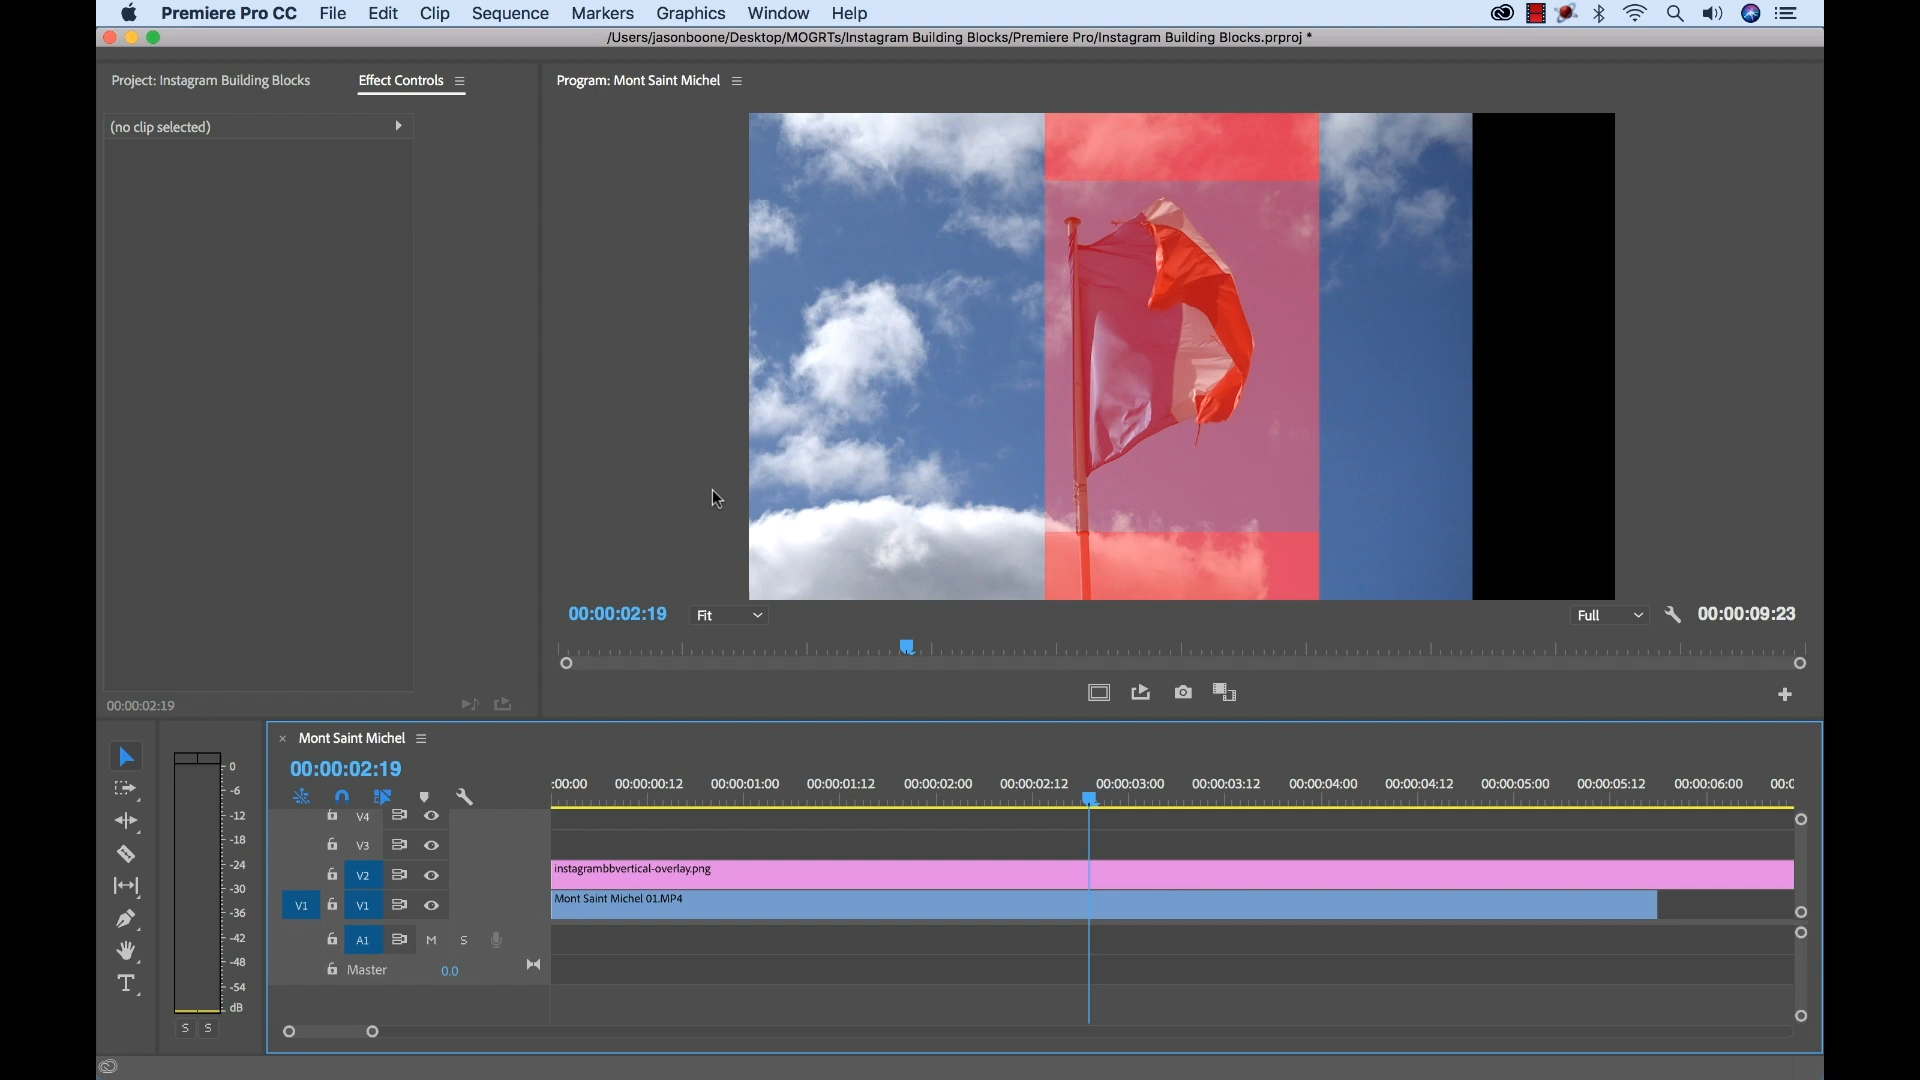 Premiere Pro CC File Edit Clip Sequence Markers Graphics Window Help
/Users/jasonboone/Desktop/MOGRTs/Instagram Building Blocks/Premiere Pro/Instagram Building Blocks.prproj *
Project: Instagram Building Blocks Effect Controls
Program: Mont Saint Michel
(no clip selected)
00:00:02:19 Fit Full 00:00:09:23
00:00:02:19
× Mont Saint Michel
00:00:02:19
:00:00 00:00:00:12 00:00:01:00 00:00:01:12 00:00:02:00 00:00:02:12 00:00:03:00 00:00:03:12 00:00:04:00 00:00:04:12 00:00:05:00 00:00:05:12 00:00:06:00
V4
V3
V2 instagrambbvertical-overlay.png
V1 V1 Mont Saint Michel 01.MP4
A1 M S
Master 0.0
0
-6
-12
-18
-24
-30
-36
-42
-48
-54
dB
S S
T